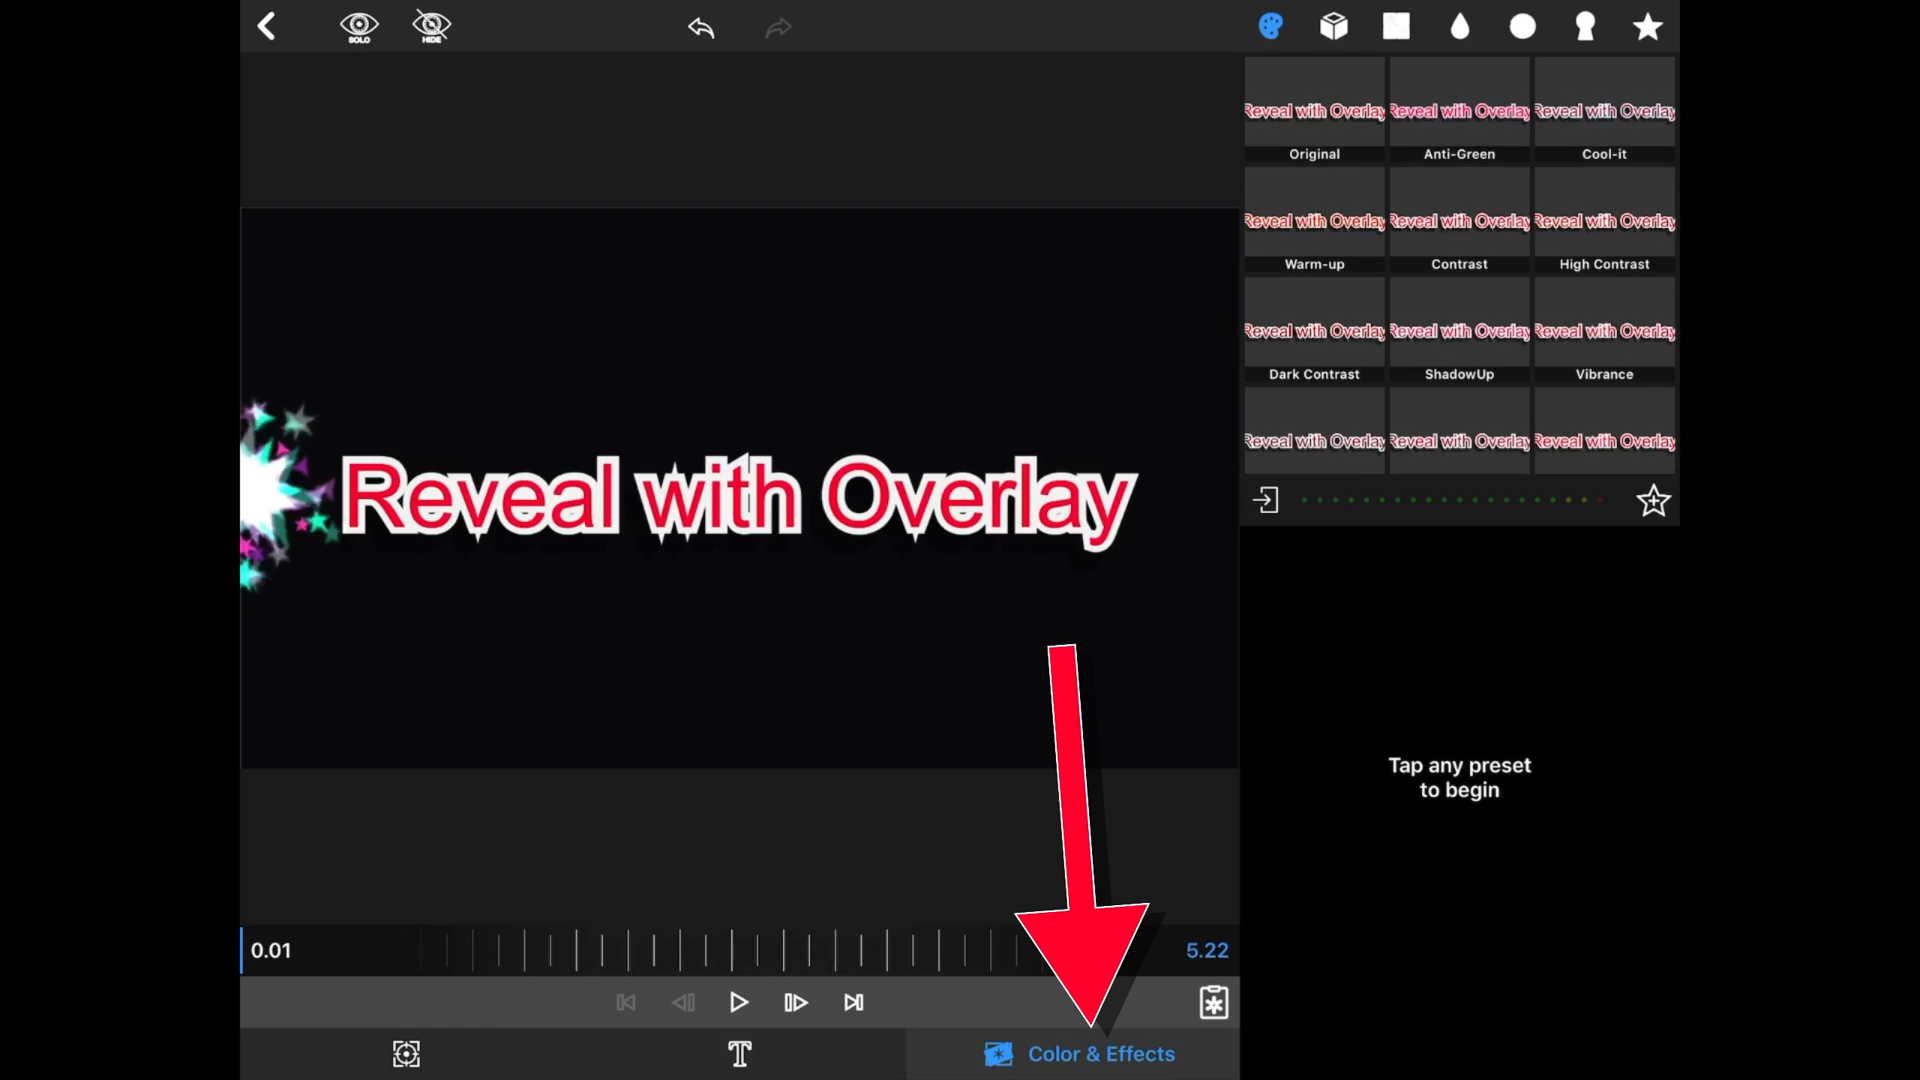 SOLO
HIDE
Reveal with Overlay
Reveal with Overlay
Reveal with Overlay
Original
Anti-Green
Cool-it
Reveal with Overlay
Reveal with Overlay
Reveal with Overlay
Warm-up
Contrast
High Contrast
Reveal with Overlay
Reveal with Overlay
Reveal with Overlay
Dark Contrast
ShadowUp
Vibrance
Reveal with Overlay
Reveal with Overlay
Reveal with Overlay
Reveal with Overlay
Tap any preset
to begin
0.01
5.22
Color & Effects